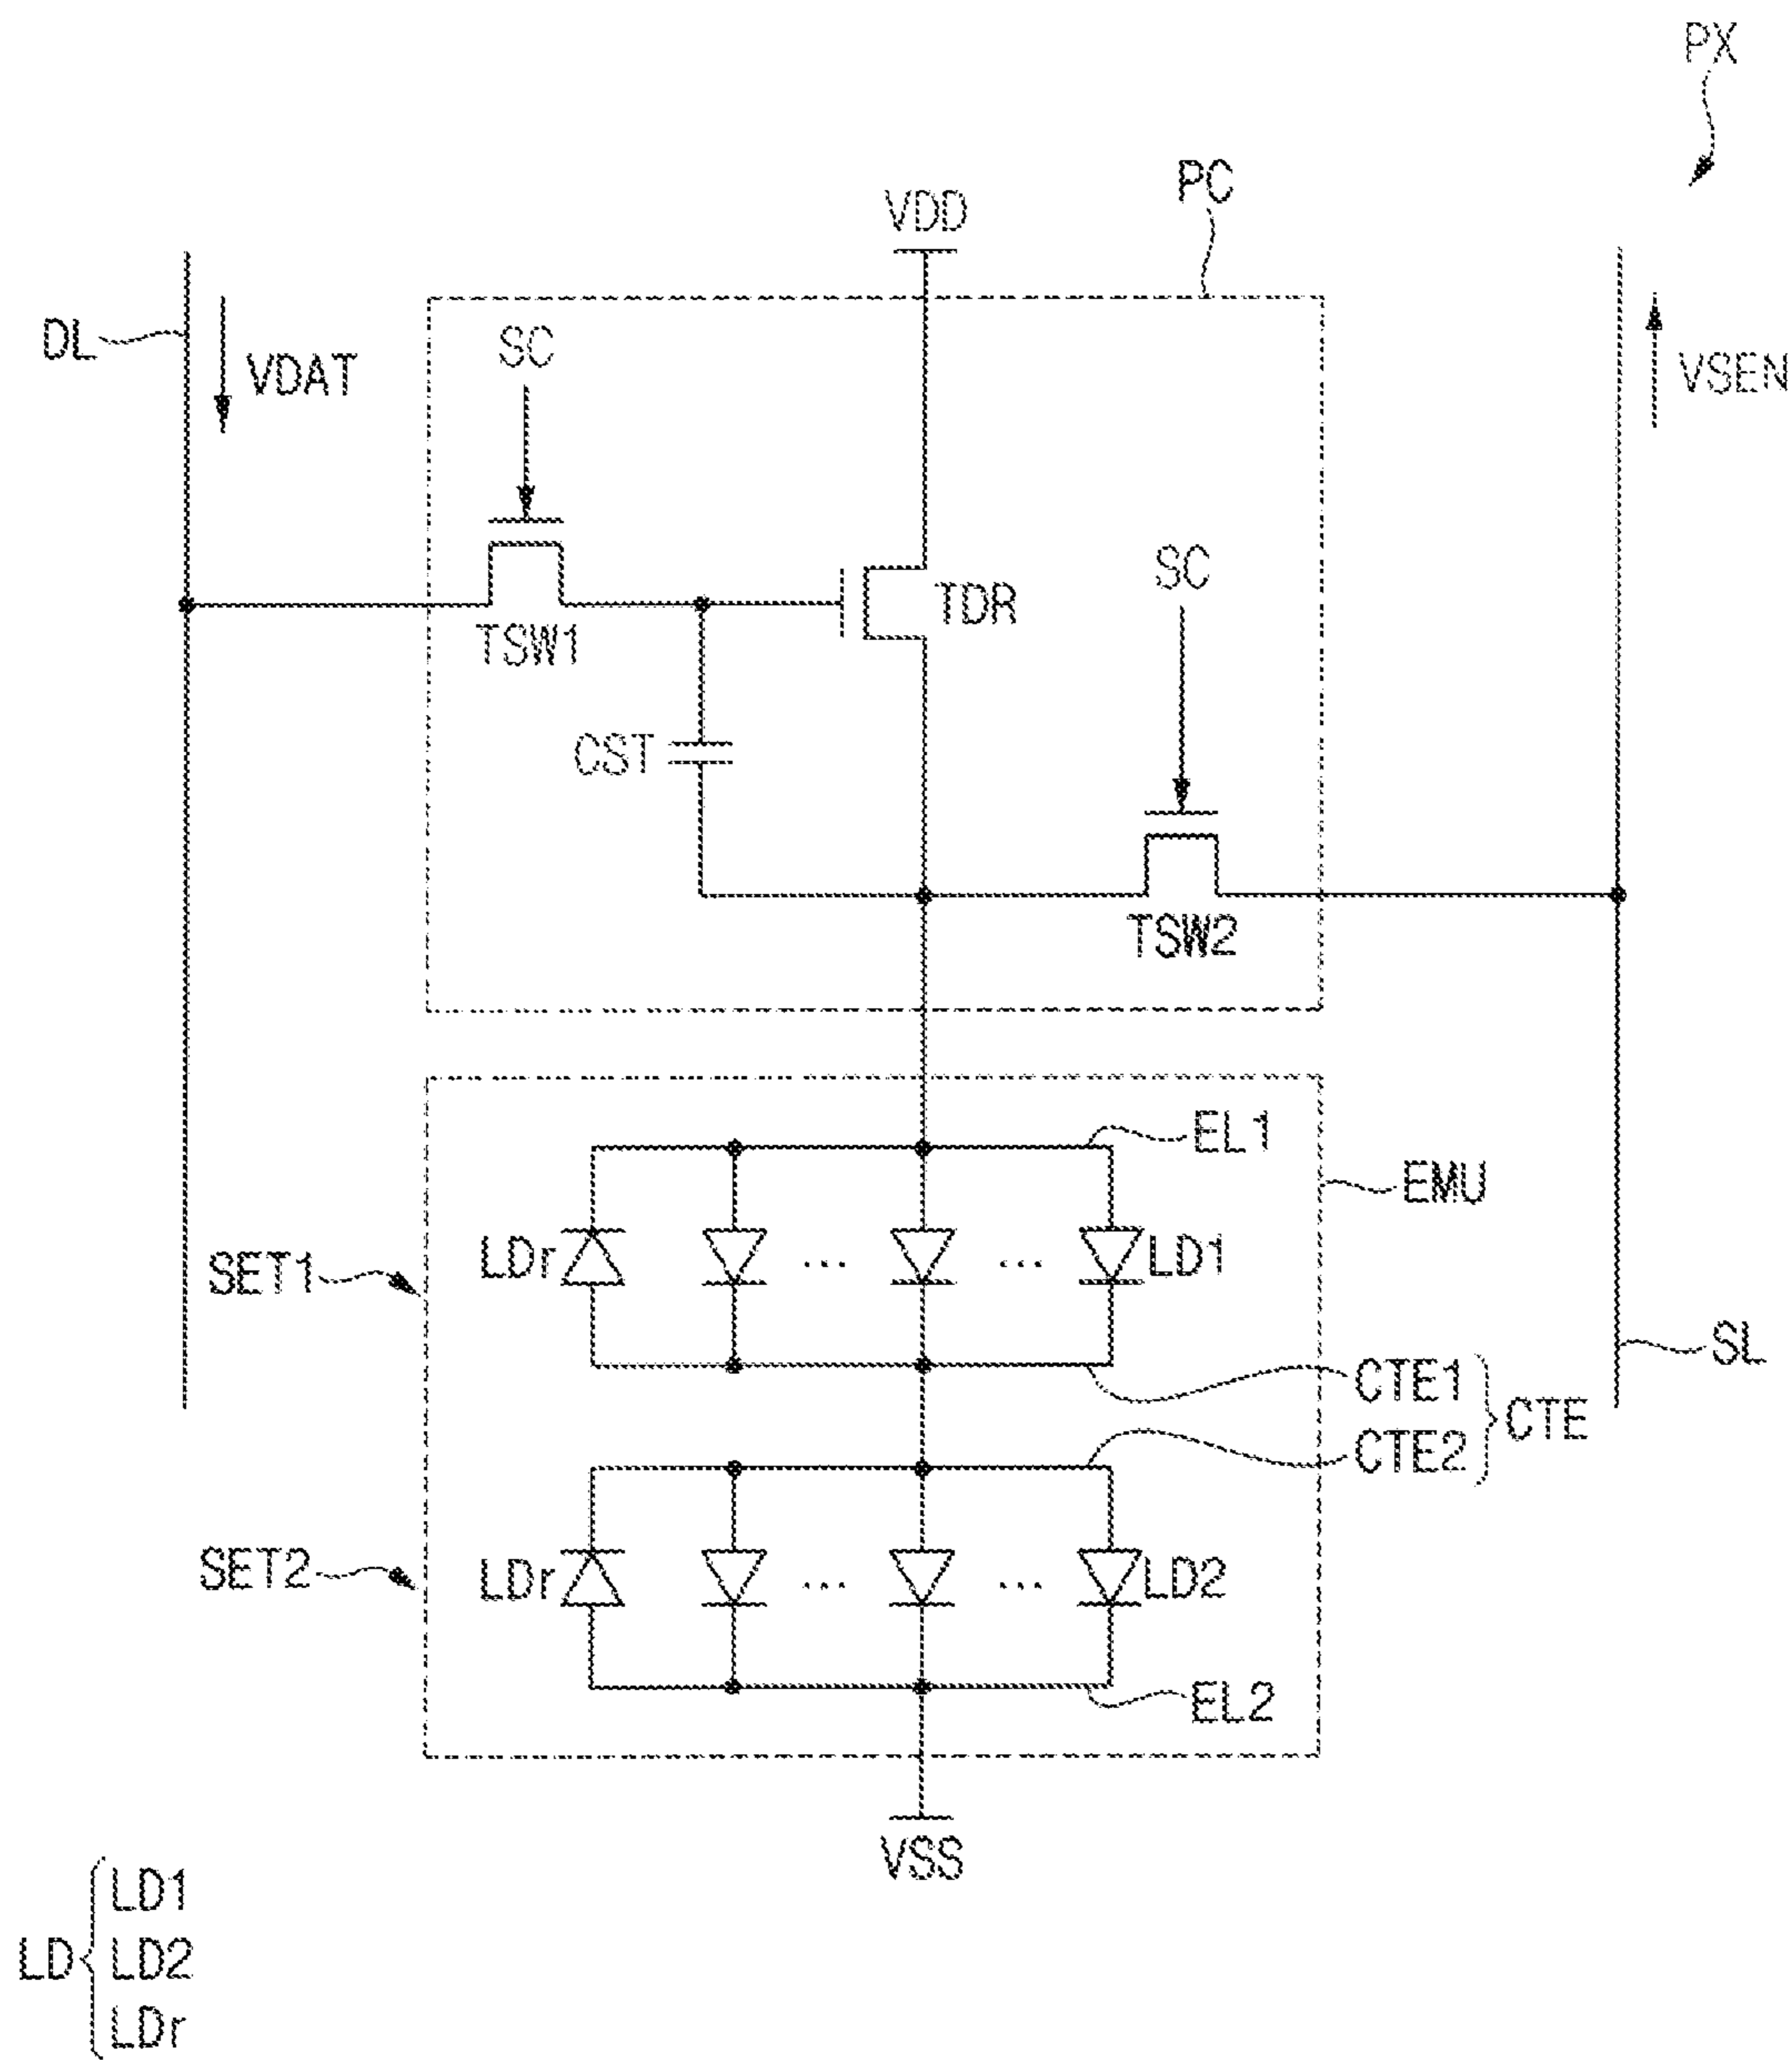 PX
PC
VDD
DL
VDAT
SC
VSEN
SC
TDR
TSW1
CST
TSW2
EL1
EMU
LDr
LD1
SET1
SL
CTE1
CTE
CTE2
SET2
LDr
LD2
EL2
VSS
LD1
LD
LD2
LDr